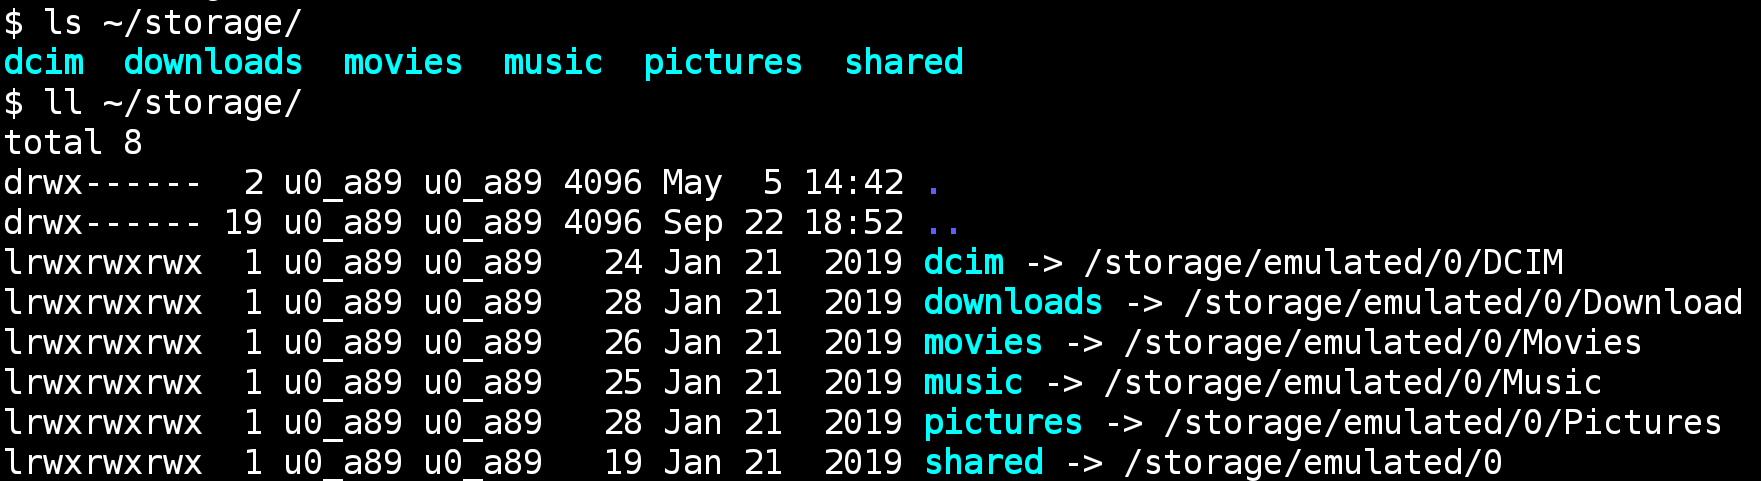 $ ls ~/storage/
dcim  downloads  movies  music  pictures  shared
$ ll ~/storage/
total 8
drwx------  2 u0_a89 u0_a89 4096 May  5 14:42 .
drwx------ 19 u0_a89 u0_a89 4096 Sep 22 18:52 ..
lrwxrwxrwx  1 u0_a89 u0_a89   24 Jan 21  2019 dcim -> /storage/emulated/0/DCIM
lrwxrwxrwx  1 u0_a89 u0_a89   28 Jan 21  2019 downloads -> /storage/emulated/0/Download
lrwxrwxrwx  1 u0_a89 u0_a89   26 Jan 21  2019 movies -> /storage/emulated/0/Movies
lrwxrwxrwx  1 u0_a89 u0_a89   25 Jan 21  2019 music -> /storage/emulated/0/Music
lrwxrwxrwx  1 u0_a89 u0_a89   28 Jan 21  2019 pictures -> /storage/emulated/0/Pictures
lrwxrwxrwx  1 u0_a89 u0_a89   19 Jan 21  2019 shared -> /storage/emulated/0